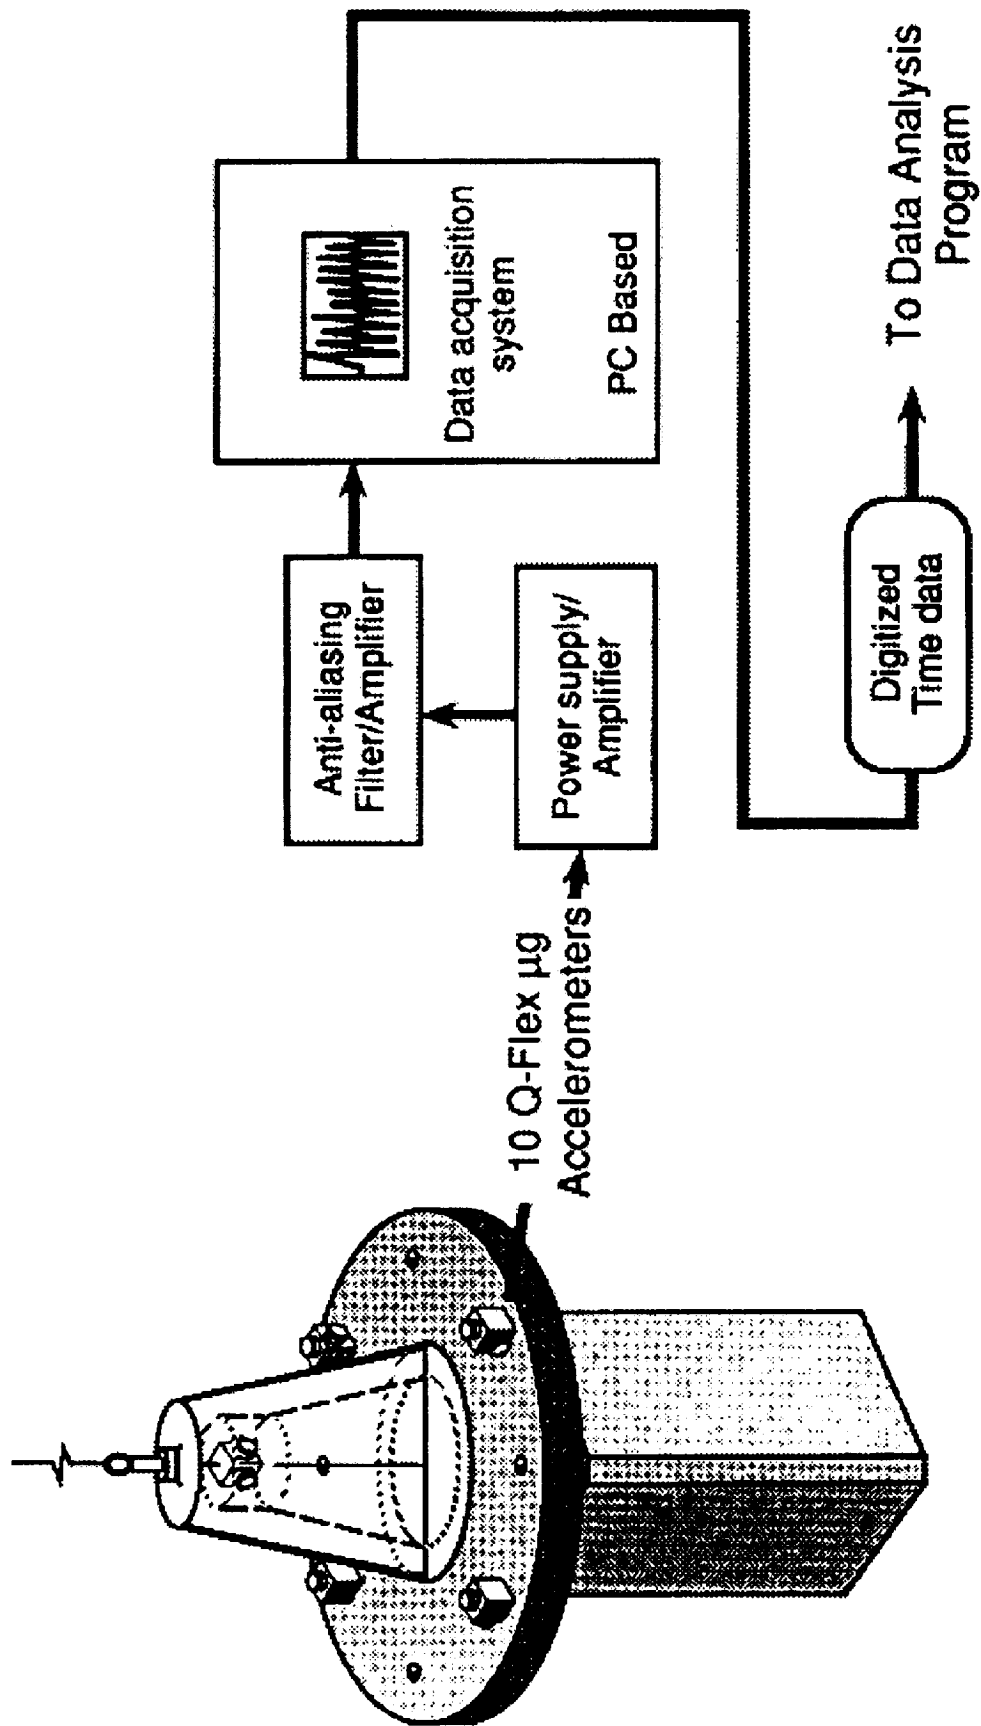 10 Q-Flex µg
Accelerometers
Power supply/
Amplifier
Anti-aliasing
Filter/Amplifier
Data acquisition
system
PC Based
Digitized
Time data
To Data Analysis
Program